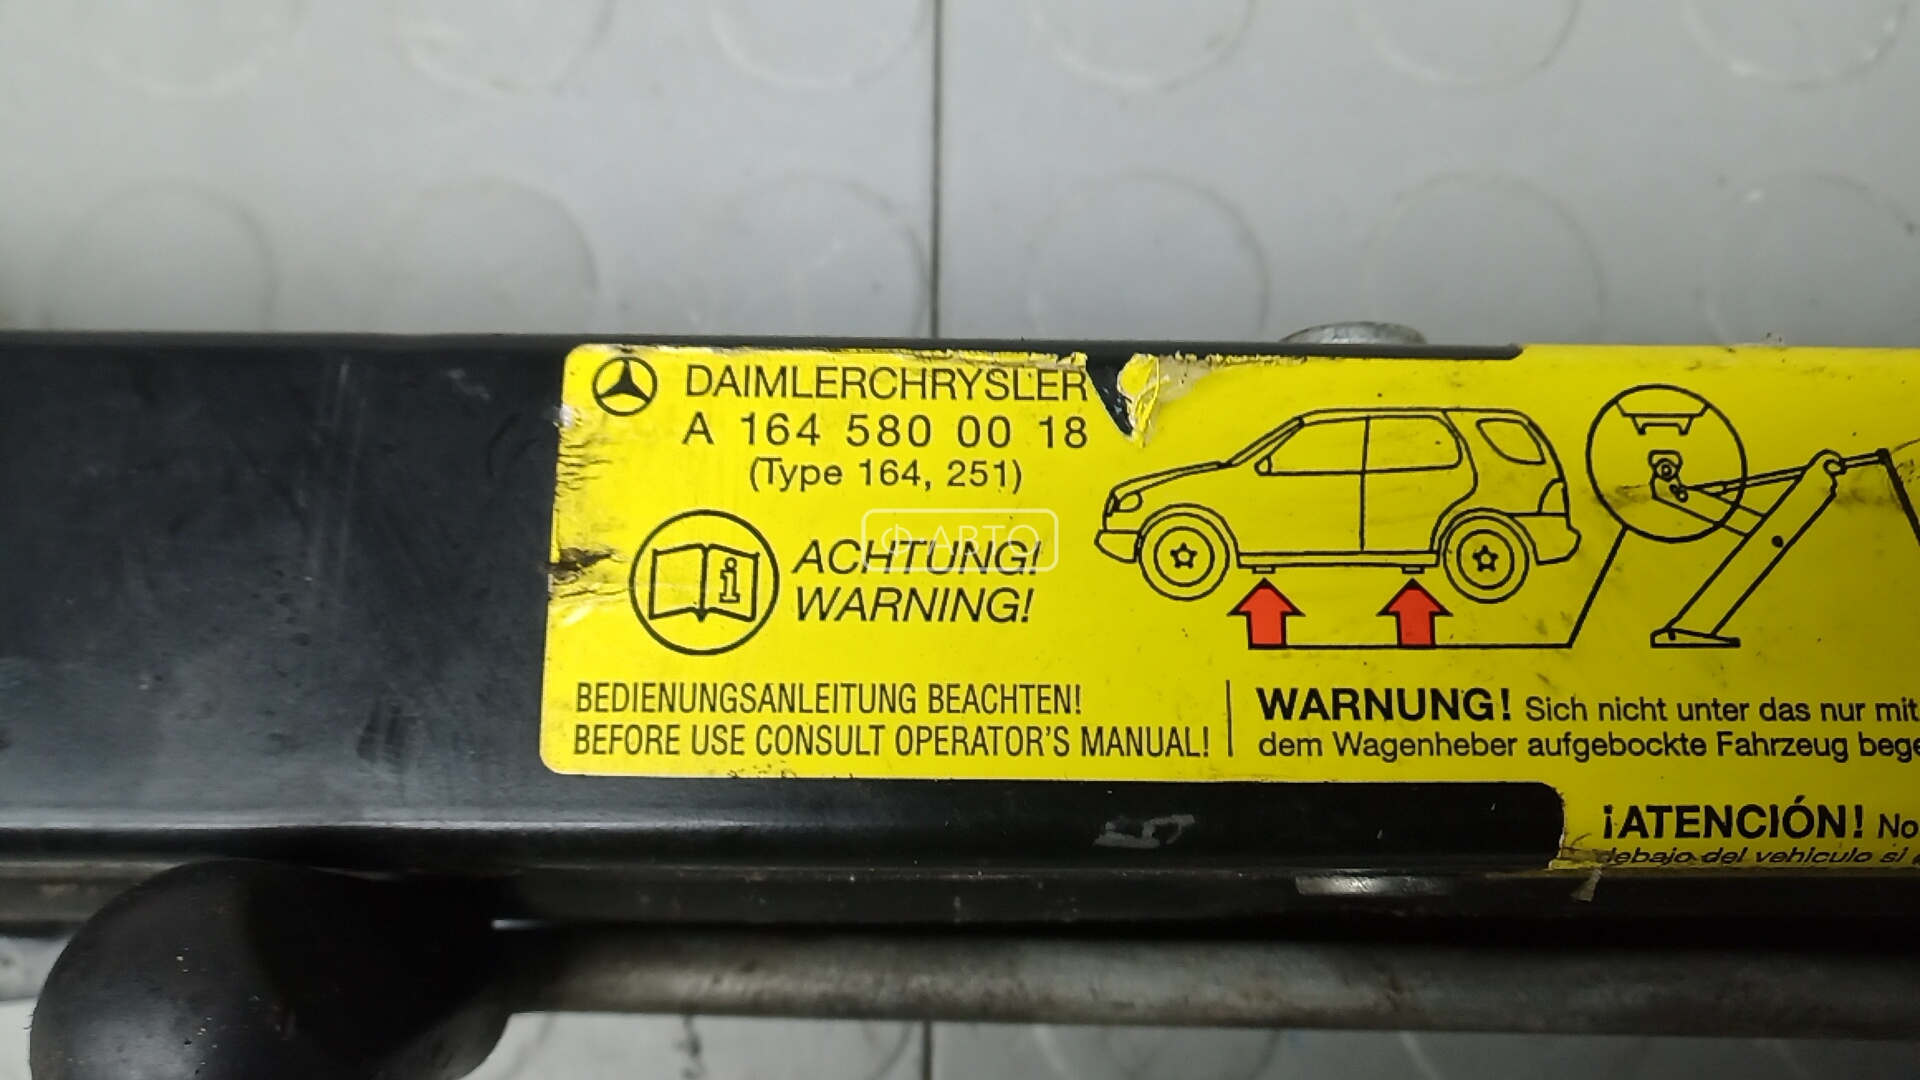 DAIMLERCHRYSLER
A 164 580 00 18
(Type 164, 251)
ACHTUNG!
WARNING!
BEDIENUNGSANLEITUNG BEACHTEN!
BEFORE USE CONSULT OPERATOR'S MANUAL!
WARNUNG! Sich nicht unter das nur mit
dem Wagenheber aufgebockte Fahrzeug
¡ATENCIÓN! No
debajo del vehiculo si